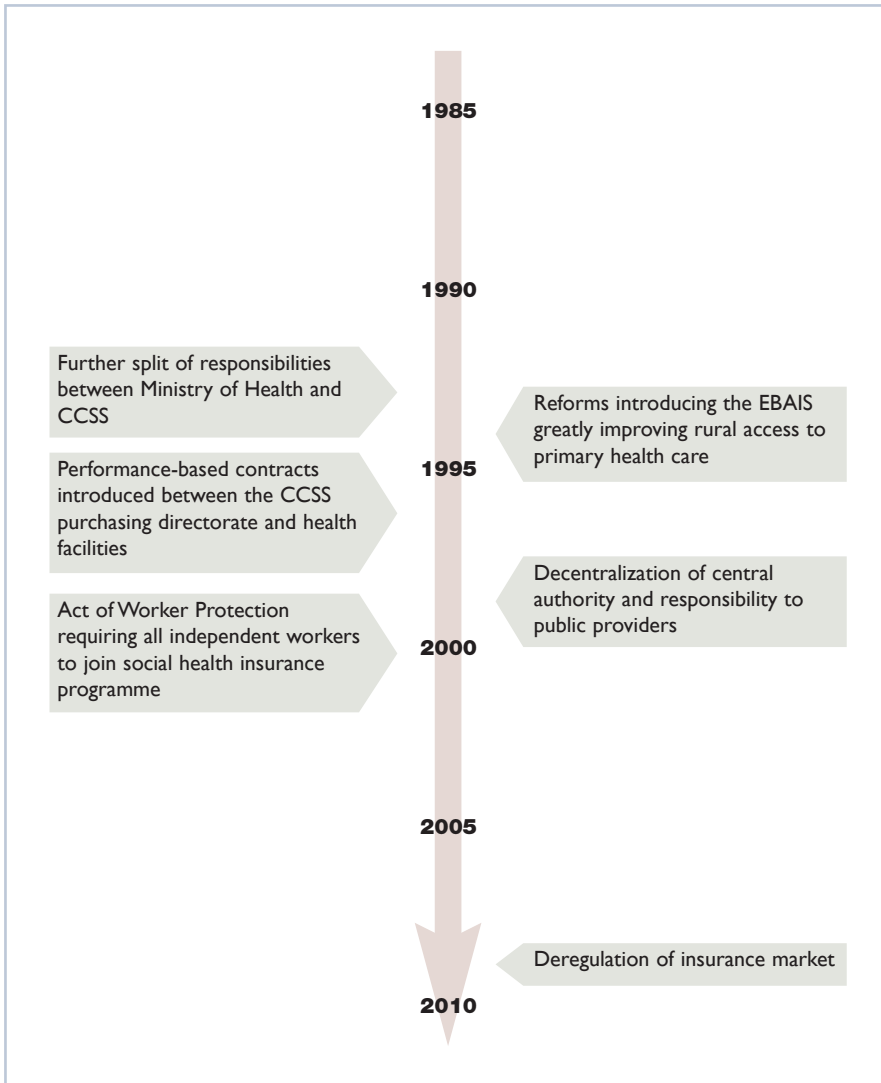 1985
1990
Further split of responsibilities
between Ministry of Health and
CCSS
Reforms introducing the EBAIS
greatly improving rural access to
primary health care
1995
Performance-based contracts
introduced between the CCSS
purchasing directorate and health
facilities
Decentralization of central
authority and responsibility to
public providers
Act of Worker Protection
requiring all independent workers
to join social health insurance
programme
2000
2005
Deregulation of insurance market
2010